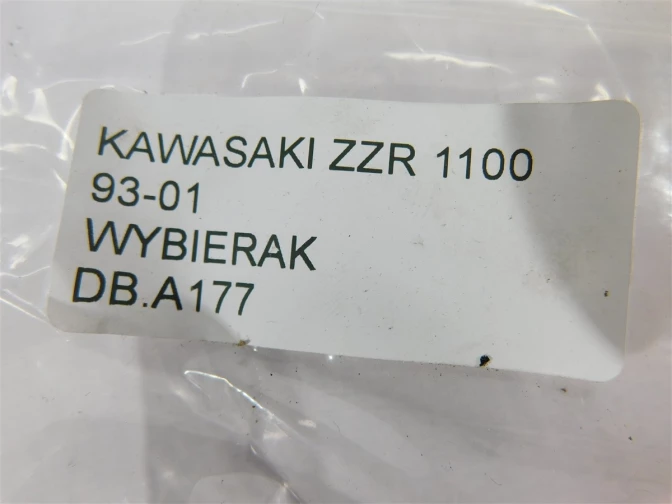 KAWASAKI ZZR 1100
93-01
WYBIERAK
DB.A177